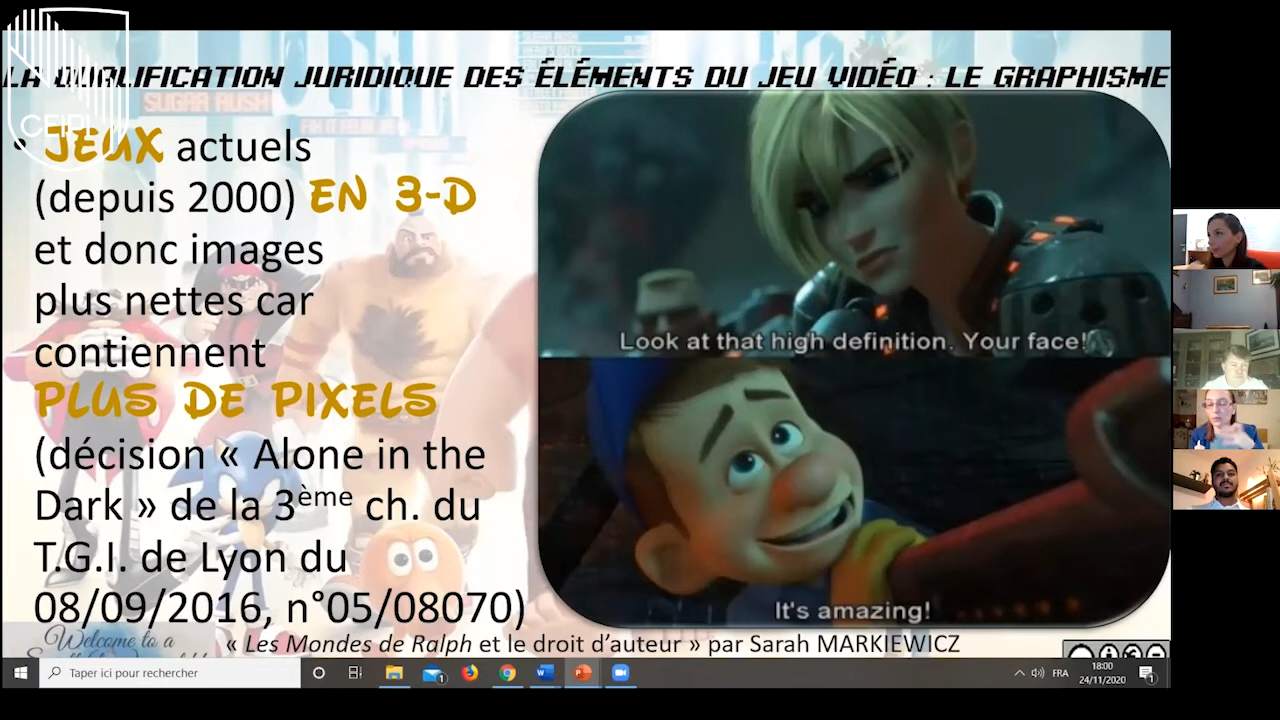 LA QUALIFICATION JURIDIQUE DES ÉLÉMENTS DU JEU VIDÉO : LE GRAPHISME
CEIPI
SUGAR RUSH
• JEUX actuels
(depuis 2000) EN 3-D
et donc images
plus nettes car
contiennent
PLUS DE PIXELS
(décision « Alone in the
Dark » de la 3ème ch. du
T.G.I. de Lyon du
08/09/2016, n°05/08070)
Look at that high definition. Your face!
It's amazing!
Welcome to a
« Les Mondes de Ralph et le droit d'auteur » par Sarah MARKIEWICZ
Taper ici pour rechercher
1
FRA
18:00
24/11/2020
1